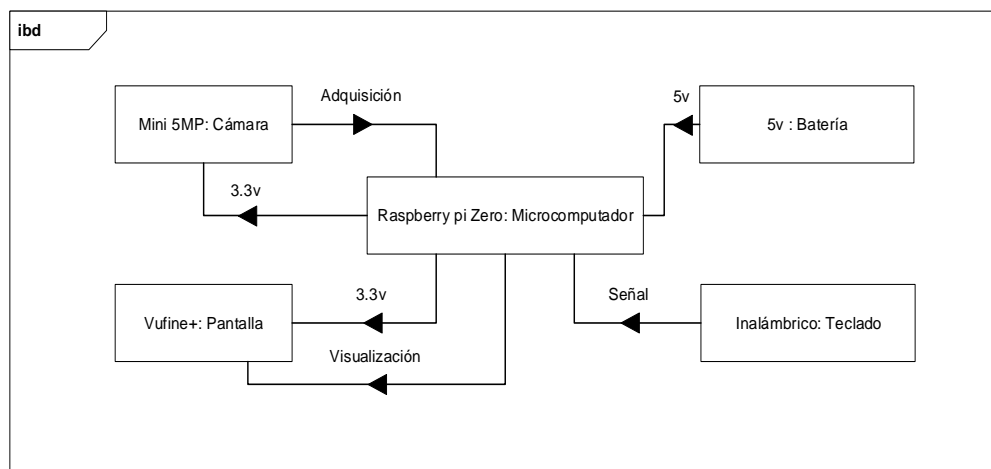 ibd
Adquisición
5v
Mini 5MP: Cámara
5v : Batería
3.3v
Raspberry pi Zero: Microcomputador
3.3v
Señal
Vufine+: Pantalla
Inalámbrico: Teclado
Visualización